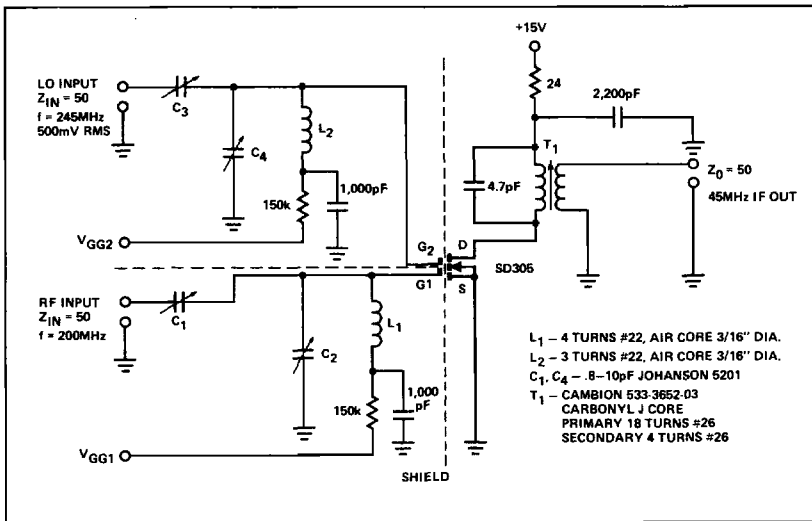 +15V
LO INPUT
Z_IN = 50
f = 245MHz
500mV RMS
C3
24
2,200pF
L2
C4
T1
1,000pF
4.7pF
Z0 = 50
150k
45MHz IF OUT
VGG2
G2
D
SD306
G1
S
RF INPUT
Z_IN = 50
f = 200MHz
C1
L1
C2
1,000
pF
150k
VGG1
SHIELD
L1 – 4 TURNS #22, AIR CORE 3/16" DIA.
L2 – 3 TURNS #22, AIR CORE 3/16" DIA.
C1, C4 – .8–10pF JOHANSON 5201
T1 – CAMBION 533-3652-03
CARBONYL J CORE
PRIMARY 18 TURNS #26
SECONDARY 4 TURNS #26